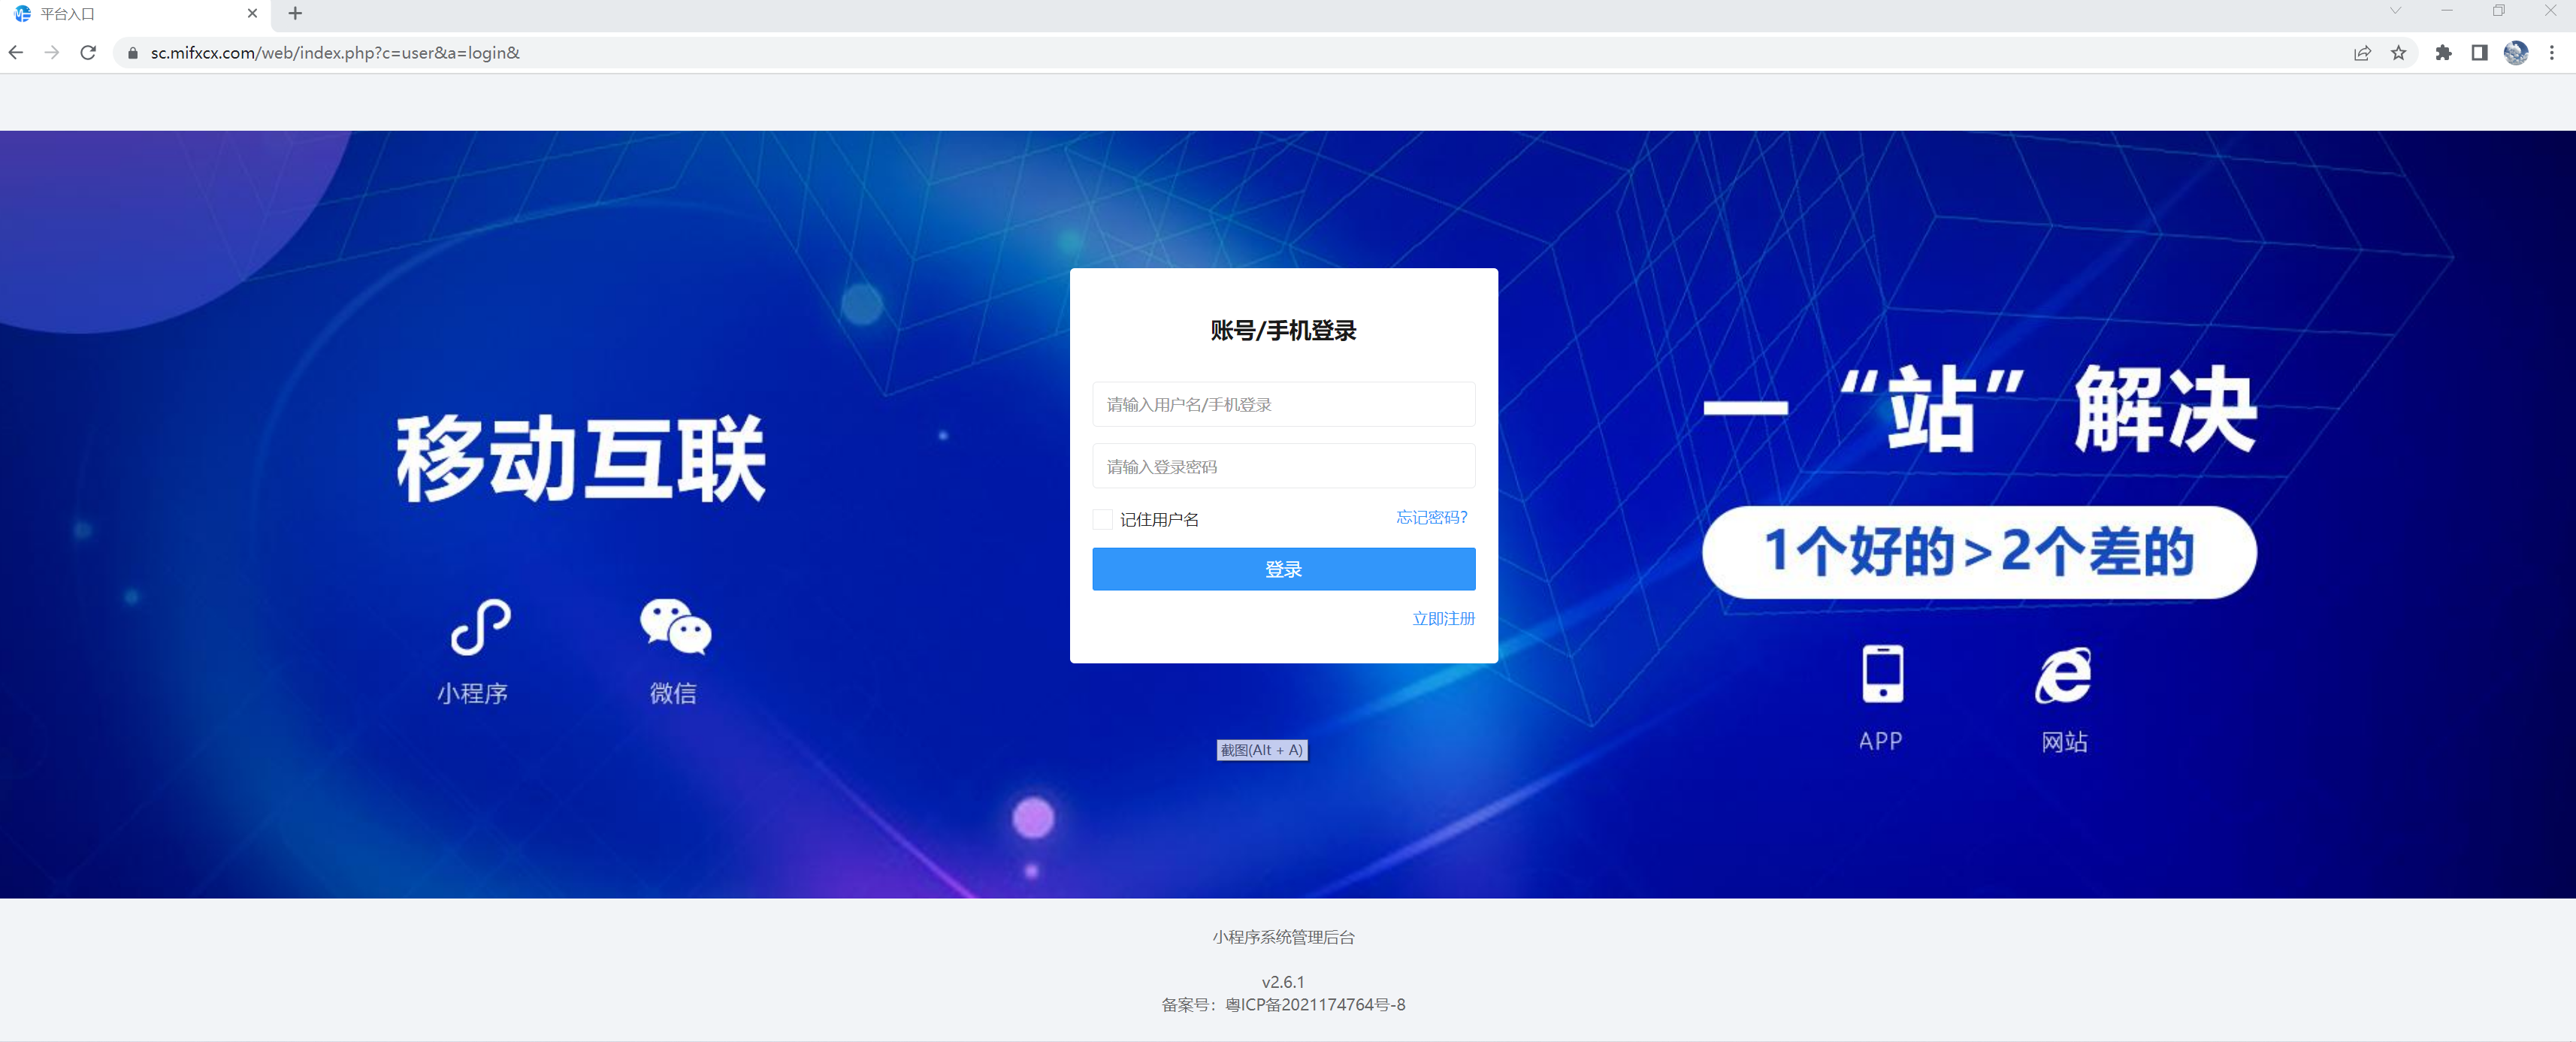 平台入口
sc.mifxcx.com/web/index.php?c=user&a=login&
移动互联
小程序
微信
账号/手机登录
请输入用户名/手机登录
请输入登录密码
记住用户名
忘记密码?
登录
立即注册
截图(Alt + A)
一“站”解决
1个好的>2个差的
APP
网站
小程序系统管理后台
v2.6.1
备案号：粤ICP备2021174764号-8